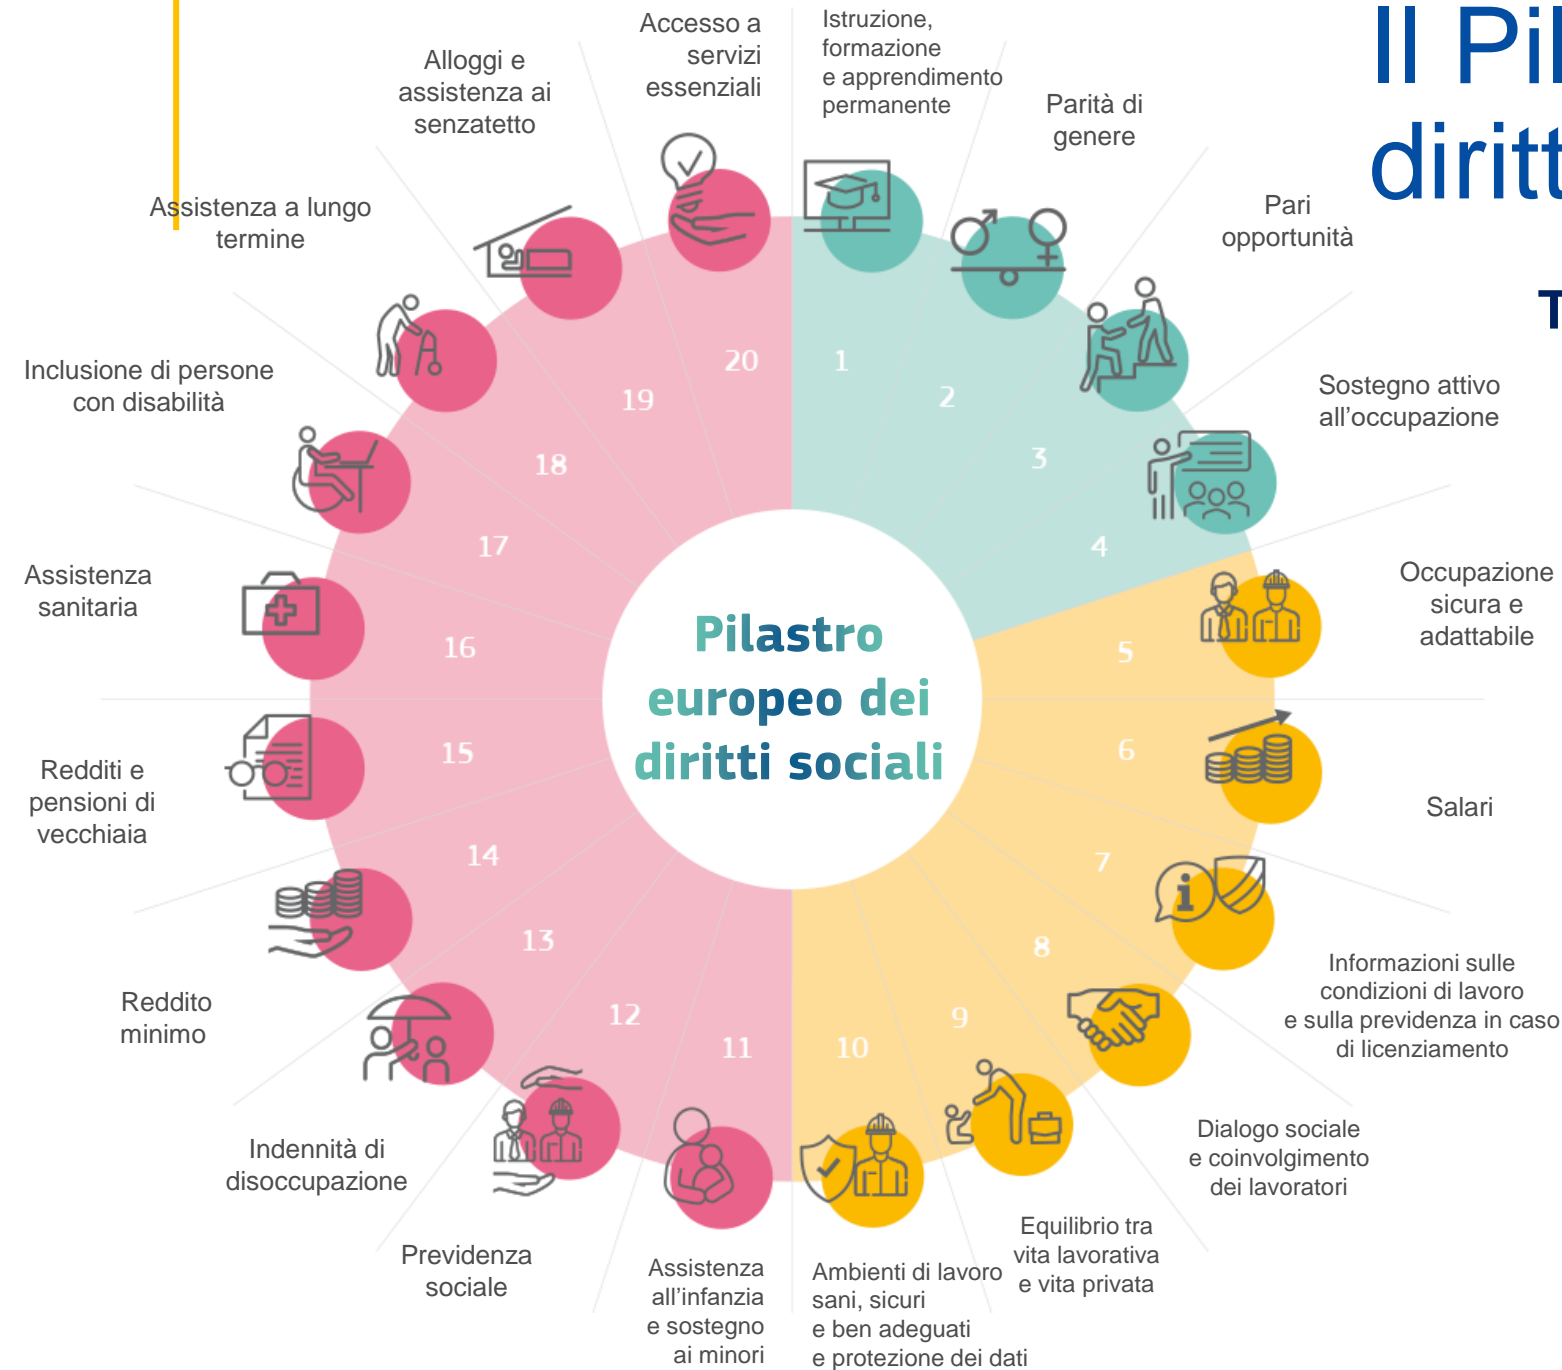 Il Pil
diritt
T
Accesso a
servizi
essenziali
Istruzione,
formazione
e apprendimento
permanente
Parità di
genere
Pari
opportunità
Sostegno attivo
all'occupazione
Occupazione
sicura e
adattabile
Salari
Informazioni sulle
condizioni di lavoro
e sulla previdenza in caso
di licenziamento
Dialogo sociale
e coinvolgimento
dei lavoratori
Equilibrio tra
vita lavorativa
e vita privata
Ambienti di lavoro
sani, sicuri
e ben adeguati
e protezione dei dati
Assistenza
all'infanzia
e sostegno
ai minori
Previdenza
sociale
Indennità di
disoccupazione
Reddito
minimo
Redditi e
pensioni di
vecchiaia
Assistenza
sanitaria
Inclusione di persone
con disabilità
Assistenza a lungo
termine
Alloggi e
assistenza ai
senzatetto
1
2
3
4
5
6
7
8
9
10
11
12
13
14
15
16
17
18
19
20
i
Pilastro
europeo dei
diritti sociali